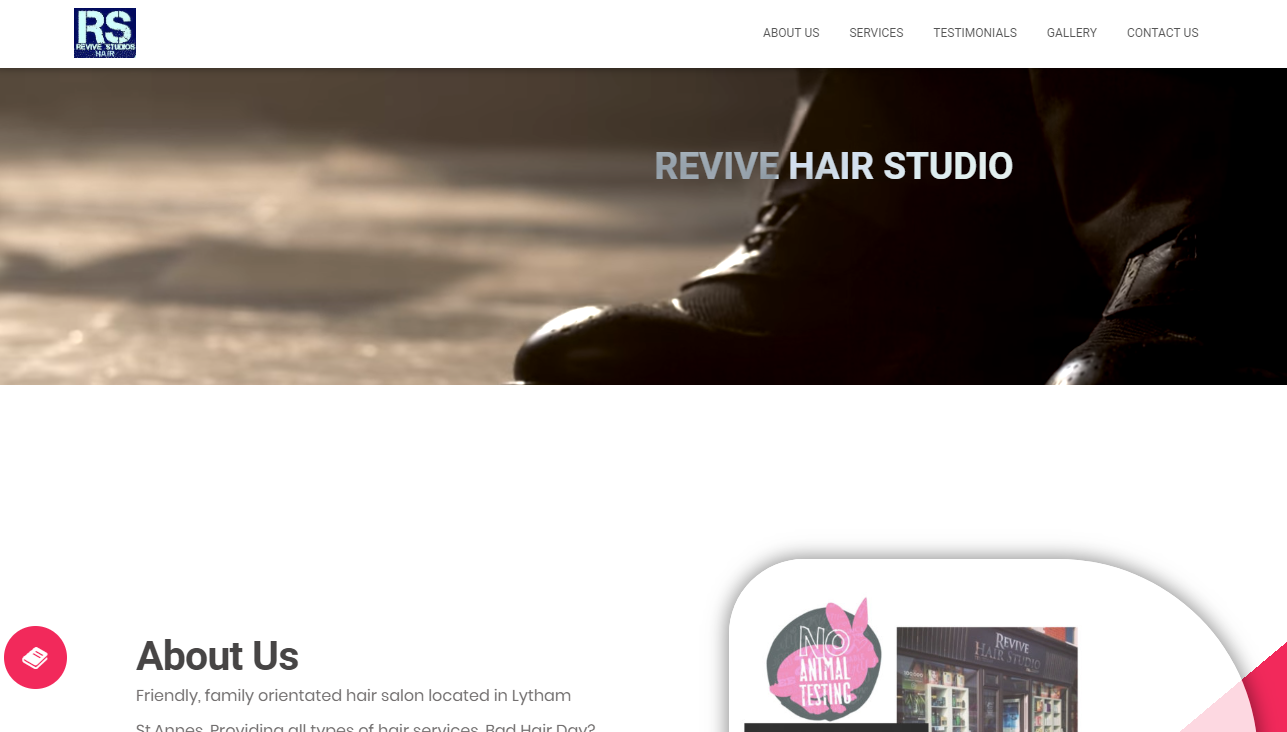 RS
REVIVE STUDIOS
HAIR
ABOUT US SERVICES TESTIMONIALS GALLERY CONTACT US
REVIVE HAIR STUDIO
About Us
Friendly, family orientated hair salon located in Lytham
St Annes. Providing all types of hair services. Bad Hair Day?
NO
ANIMAL
TESTING
REVIVE
HAIR STUDIO